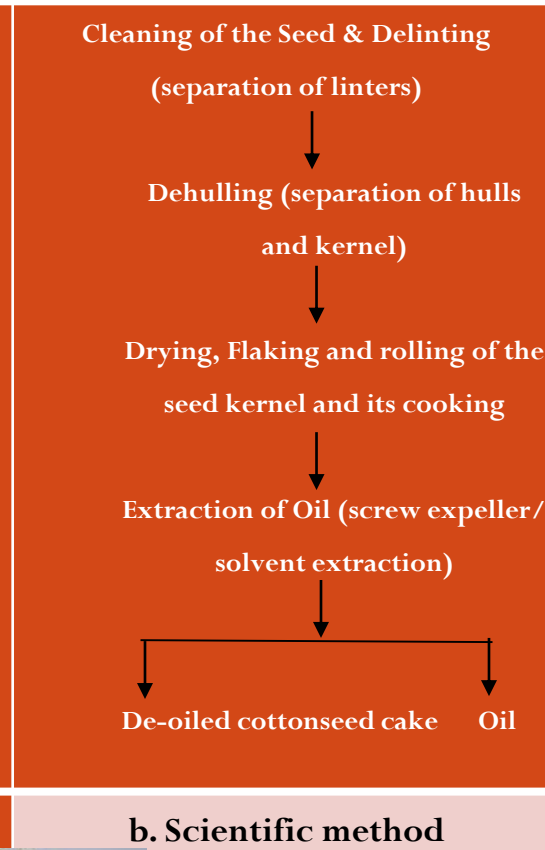 Cleaning of the Seed & Delinting
(separation of linters)
Dehulling (separation of hulls
and kernel)
Drying, Flaking and rolling of the
seed kernel and its cooking
Extraction of Oil (screw expeller/
solvent extraction)
De-oiled cottonseed cake Oil
b. Scientific method